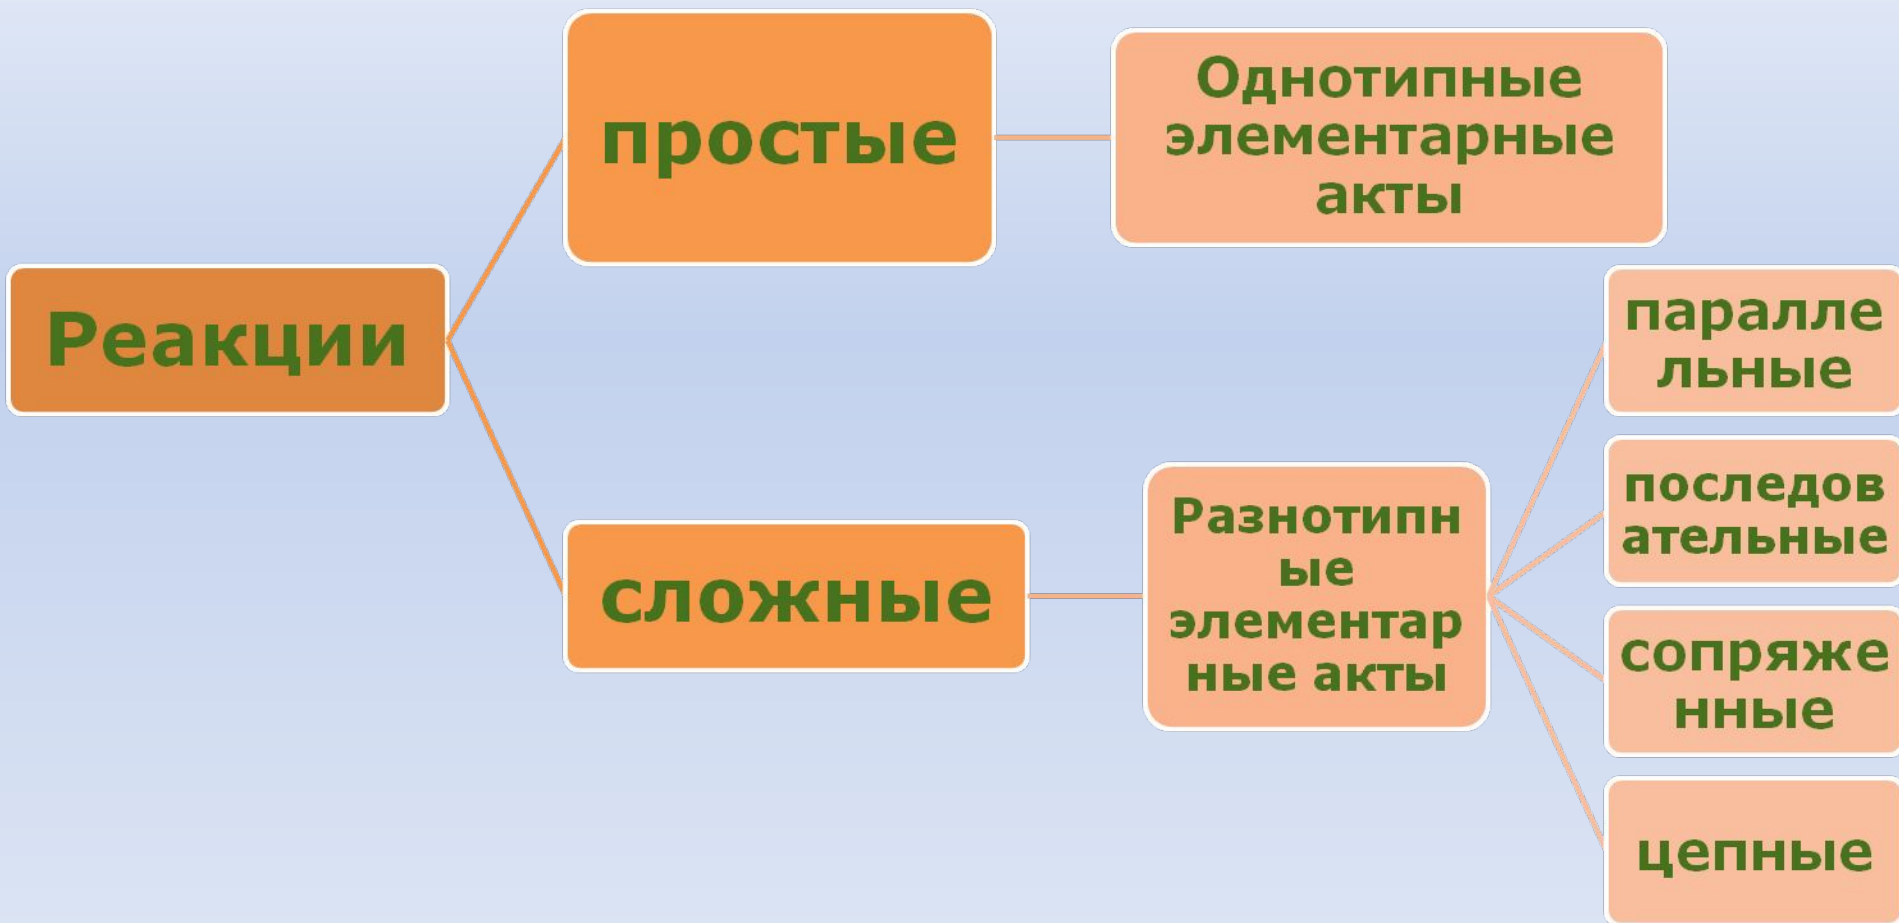 Реакции
простые
Однотипные
элементарные
акты
сложные
Разнотипн
ые
элементар
ные акты
паралле
льные
последов
ательные
сопряже
нные
цепные